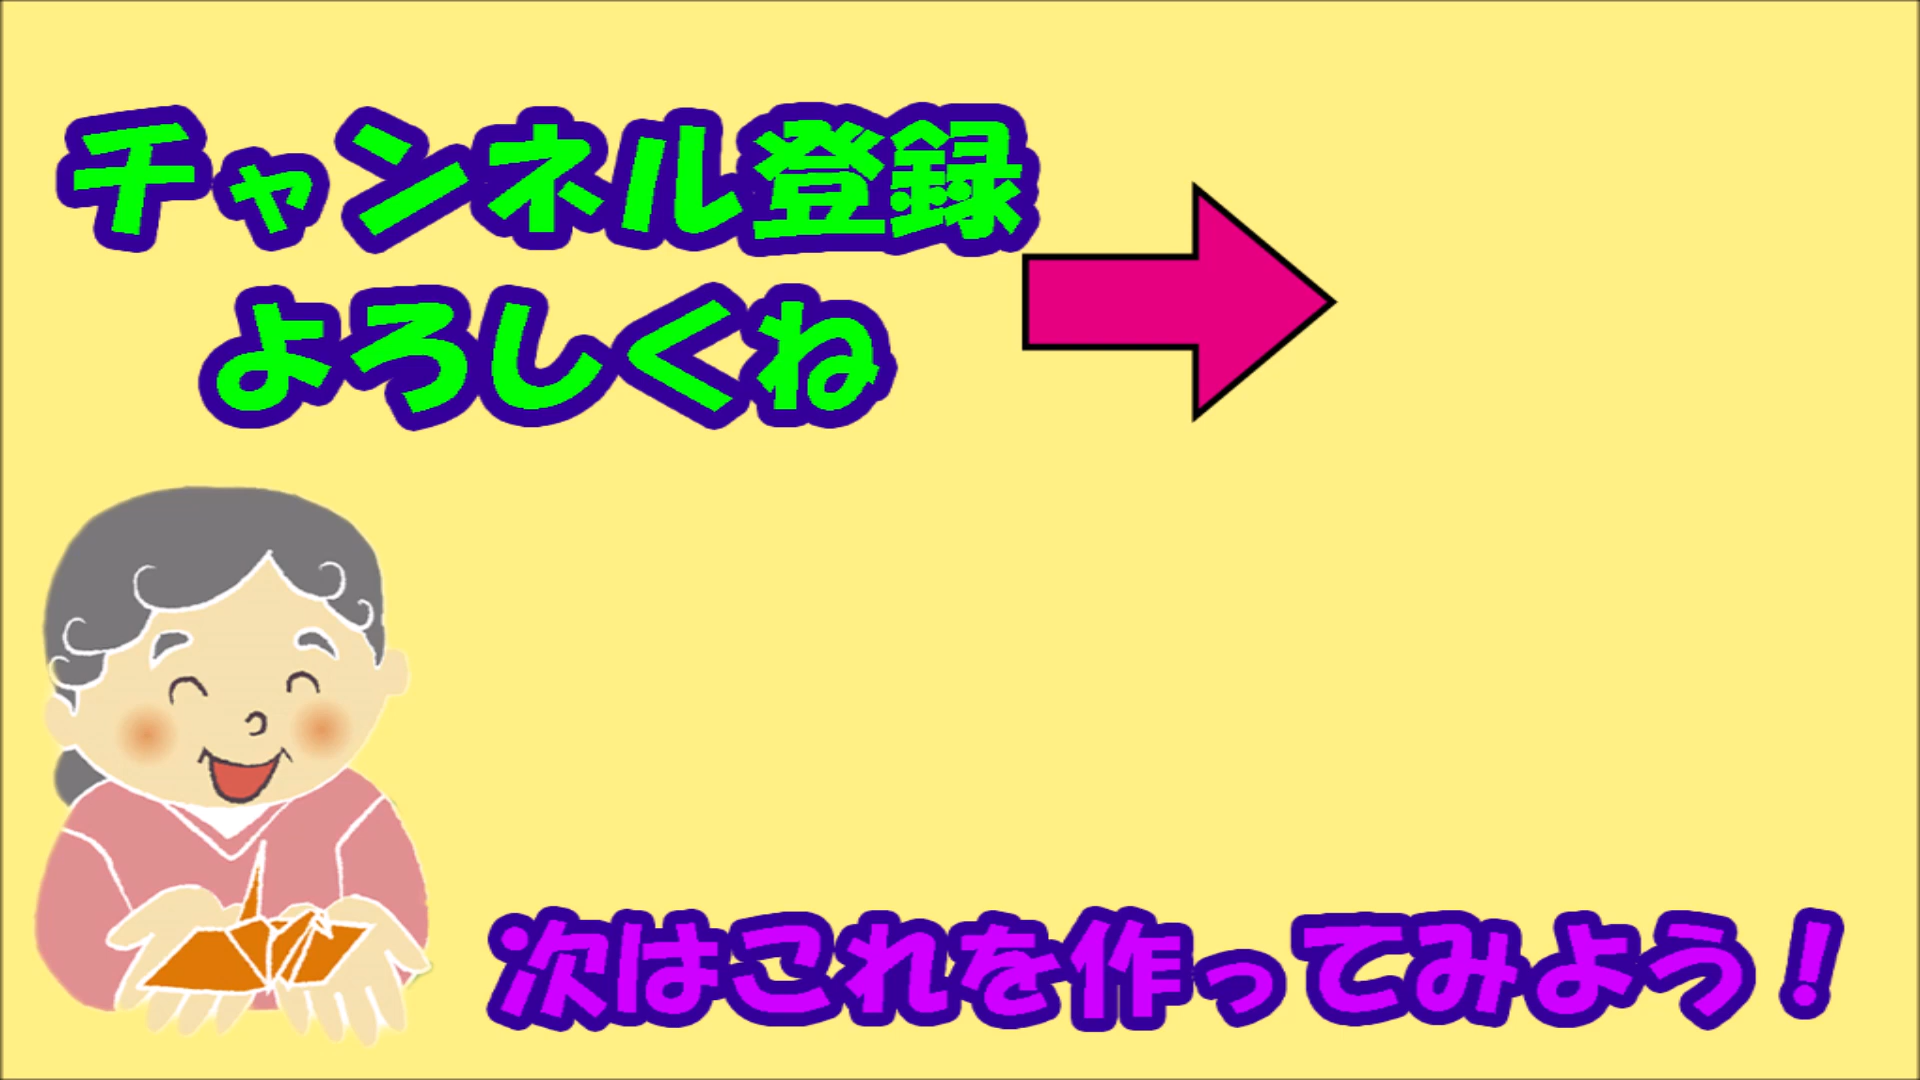 チャンネル登録
よろしくね
次はこれを作ってみよう！